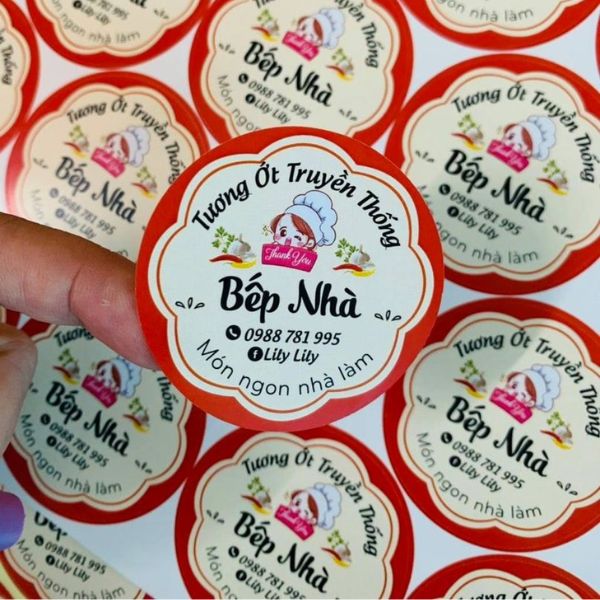 Tương Ớt Truyền Thống
Thank You
Bếp Nhà
0988 781 995
Lily Lily
Món ngon nhà làm